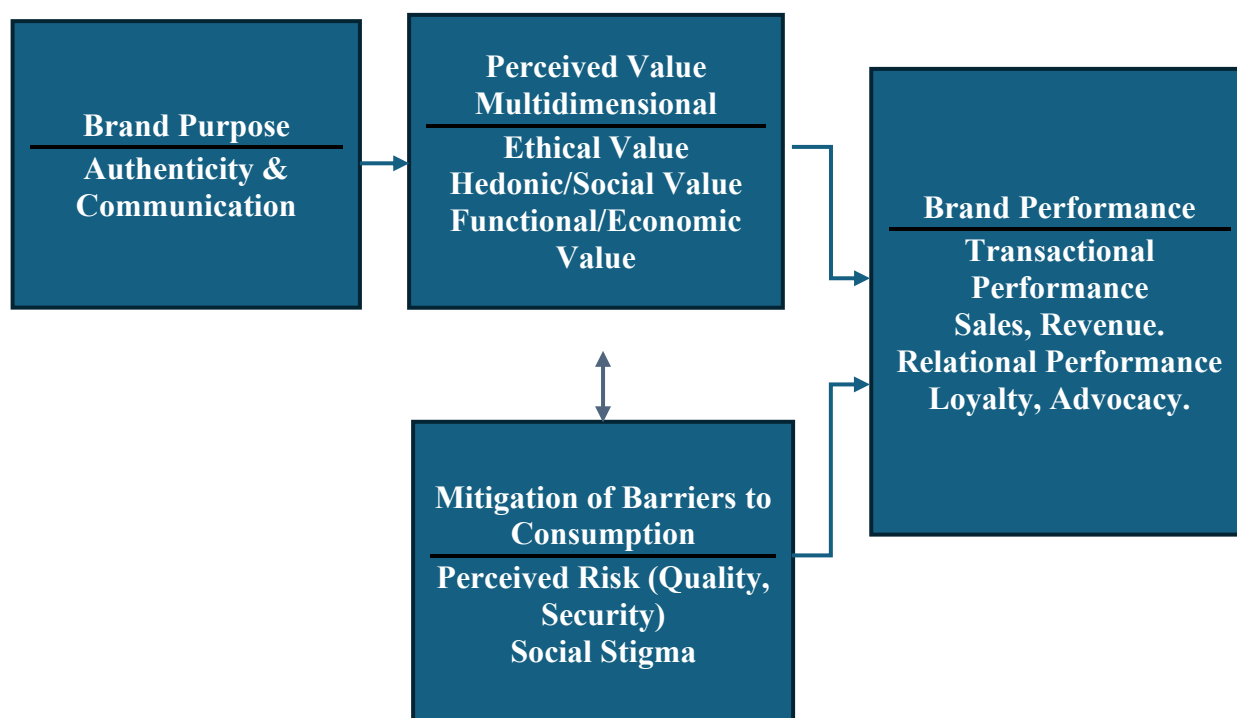 Brand Purpose
Authenticity &
Communication
Perceived Value
Multidimensional
Ethical Value
Hedonic/Social Value
Functional/Economic
Value
Mitigation of Barriers to
Consumption
Perceived Risk (Quality,
Security)
Social Stigma
Brand Performance
Transactional
Performance
Sales, Revenue.
Relational Performance
Loyalty, Advocacy.